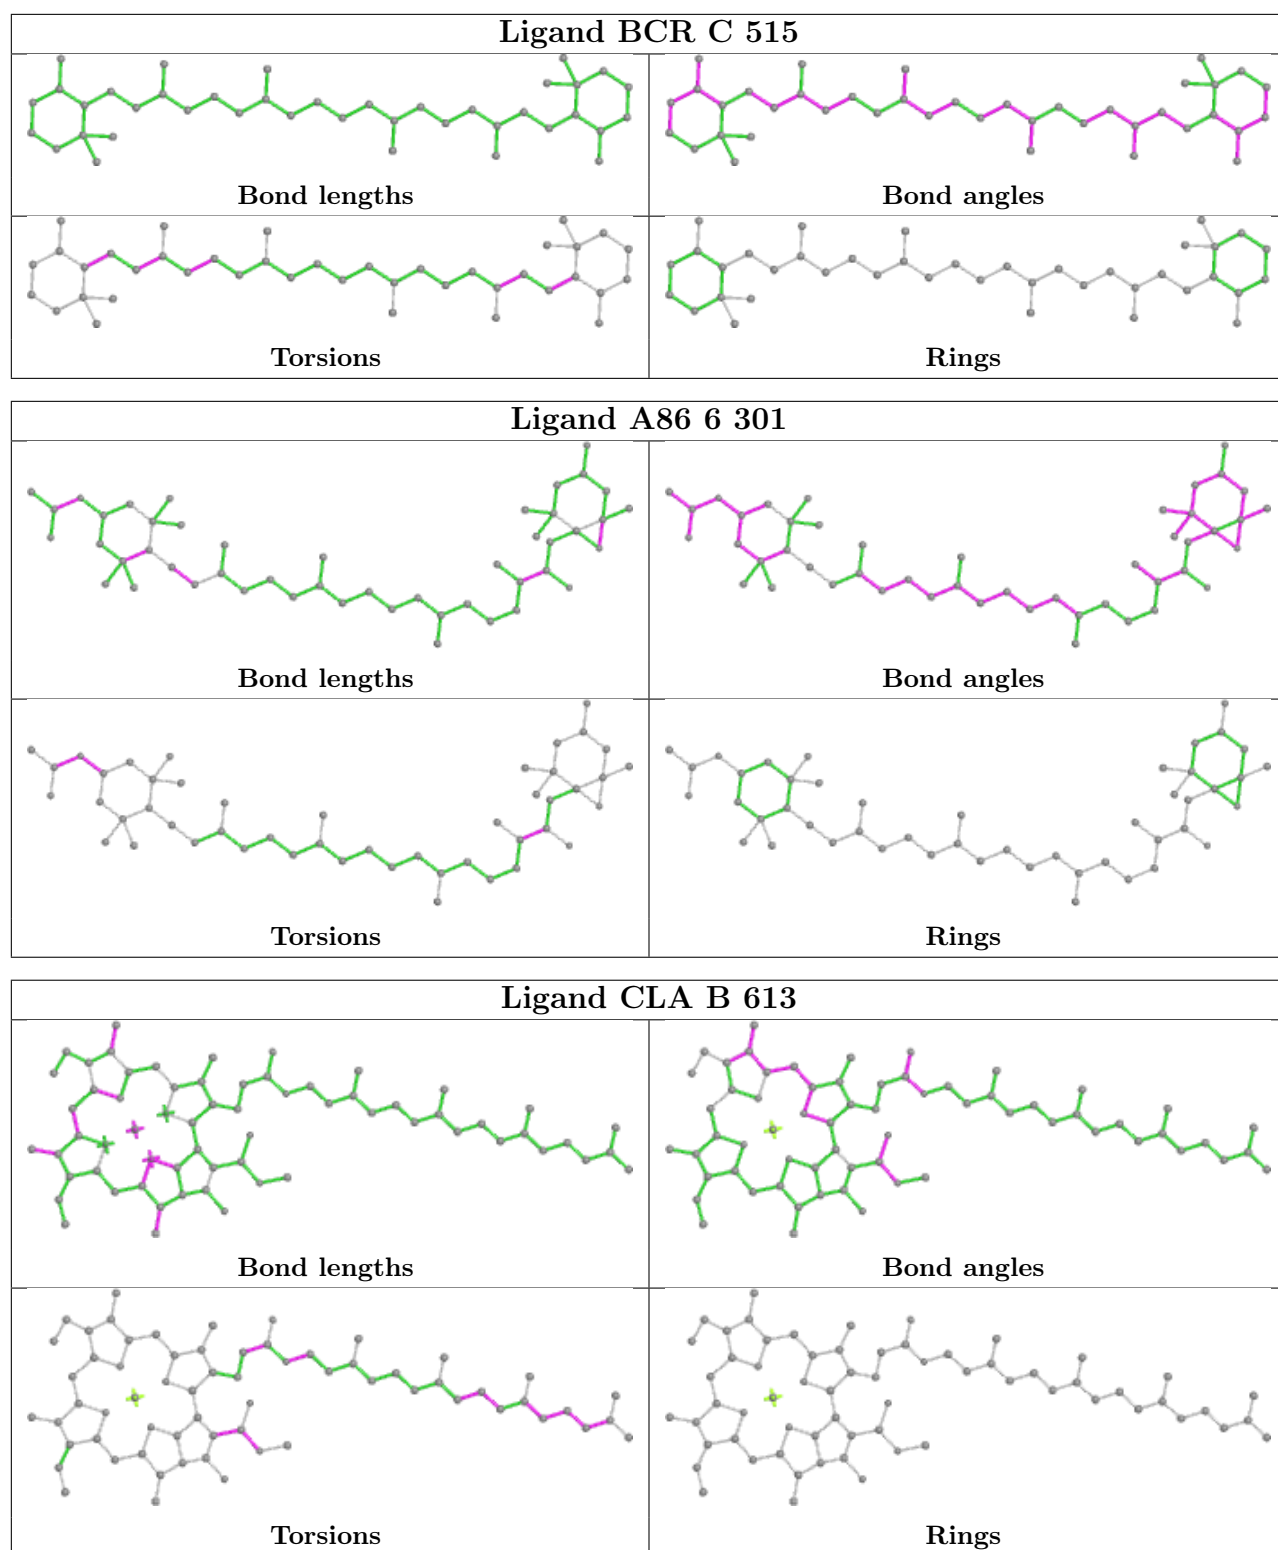 Ligand BCR C 515
Bond lengths
Bond angles
Torsions
Rings
Ligand A86 6 301
Bond lengths
Bond angles
Torsions
Rings
Ligand CLA B 613
Bond lengths
Bond angles
Torsions
Rings